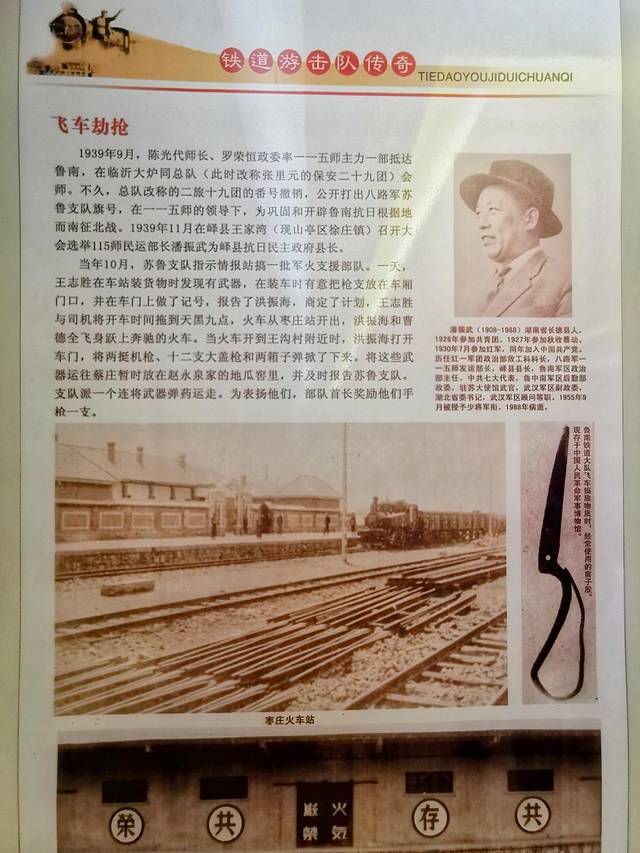 铁道游击队传奇
TIEDAOYOUJIDUICHUANQI
飞车劫抢
1939年9月，陈光代师长、罗荣恒政委率一一五师主力一部抵达
鲁南，在临沂大炉同总队（此时改称张里元的保安二十九团）会
师。不久，总队改称的二旅十九团的番号撤销，公开打出八路军苏
鲁支队旗号，在一一五师的领导下，为巩固和开辟鲁南抗日根据地
而南征北战。1939年11月在峄县王家湾（现山亭区徐庄镇）召开大
会选举115师民运部长潘振武为峄县抗日民主政府县长。
当年10月，苏鲁支队指示情报站搞一批军火支援部队。一天，
王志胜在车站装货物时发现有武器，在装车时有意把枪支放在车厢
门口，并在车门上做了记号，报告了洪振海，商定了计划，王志胜
与司机将开车时间拖到天黑九点，火车从枣庄站开出，洪振海和曹
德全飞身跃上奔驰的火车。当火车开到王沟村附近时，洪振海打开
车门，将两挺机枪、十二支大盖枪和两箱子弹掀了下来。将这些武
器运往蔡庄暂时放在赵永泉家的地瓜窖里，并及时报告苏鲁支队。
支队派一个连将武器弹药运走。为表扬他们，部队首长奖励他们手
枪一支。
潘振武（1908-1988）湖南省长德县人，
1926年参加共青团，1927年参加秋收暴动，
1930年7月参加红军，同年加入中国共产党。
历任红一军团政治部敌工科科长，八路军一
一五师发运部长，峄县县长，鲁南军区政治
部主任，中共七大代表，鲁中南军区后勤部
政委，驻苏大使馆武官，武汉军区副政委，
湖北省委书记，武汉军区顾问等职。1955年9
月被授予少将军衔，1988年病逝。
鲁南铁道大队飞车搞敌物质时，经常使用的剪子股。
现存于中国人民革命军事博物馆。
枣庄火车站
荣
共
火气
严禁
存
共